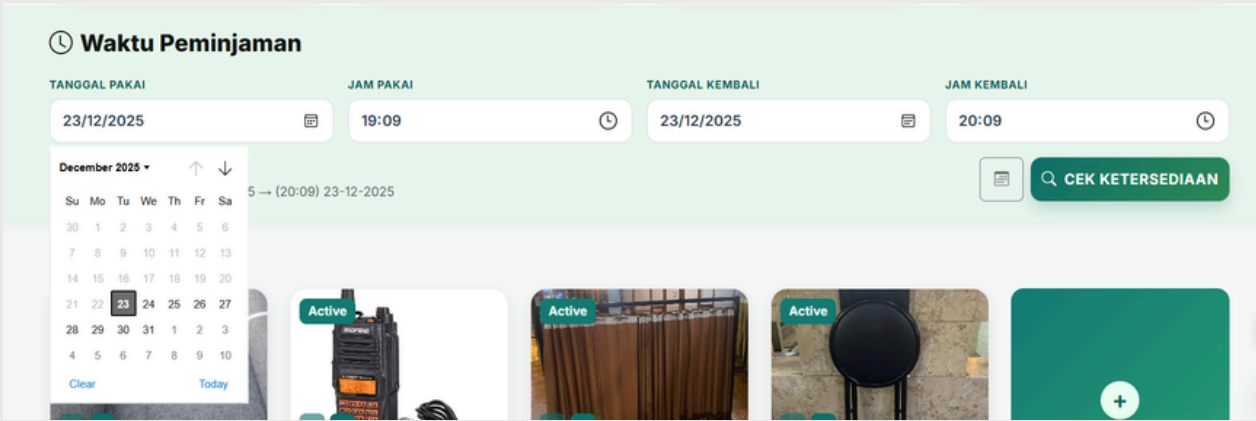 Waktu Peminjaman
TANGGAL PAKAI JAM PAKAI TANGGAL KEMBALI JAM KEMBALI
23/12/2025 19:09 23/12/2025 20:09
December 2025
5 → (20:09) 23-12-2025
CEK KETERSEDIAAN
Su Mo Tu We Th Fr Sa
30 1 2 3 4 5 6
7 8 9 10 11 12 13
14 15 16 17 18 19 20
21 22 23 24 25 26 27
28 29 30 31 1 2 3
4 5 6 7 8 9 10
Clear Today
Active Active Active
BAOFENG
+